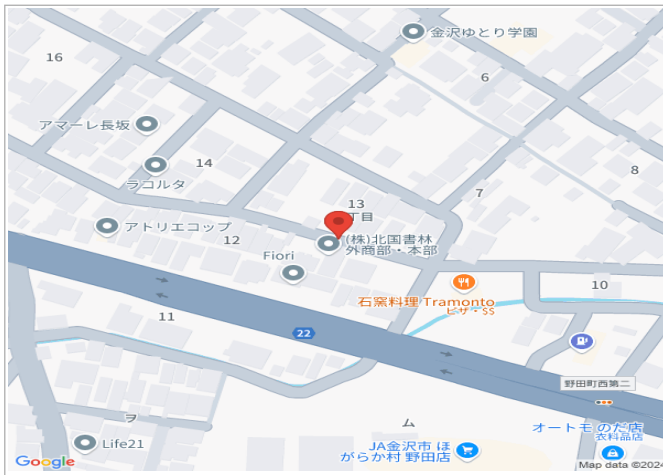 金沢ゆとり学園
16
6
アマーレ長坂
14
8
ラコルタ
7
13
丁目
アトリエコップ
12
(株)北国書林
外商部・本部
Fiori
10
石窯料理 Tramonto
ピザ・SS
11
22
野田町西第二
ヲ
ム
オートモ のだ店
衣料品店
Life21
JA金沢市 ほ
がらか村 野田店
Google
Map data ©202